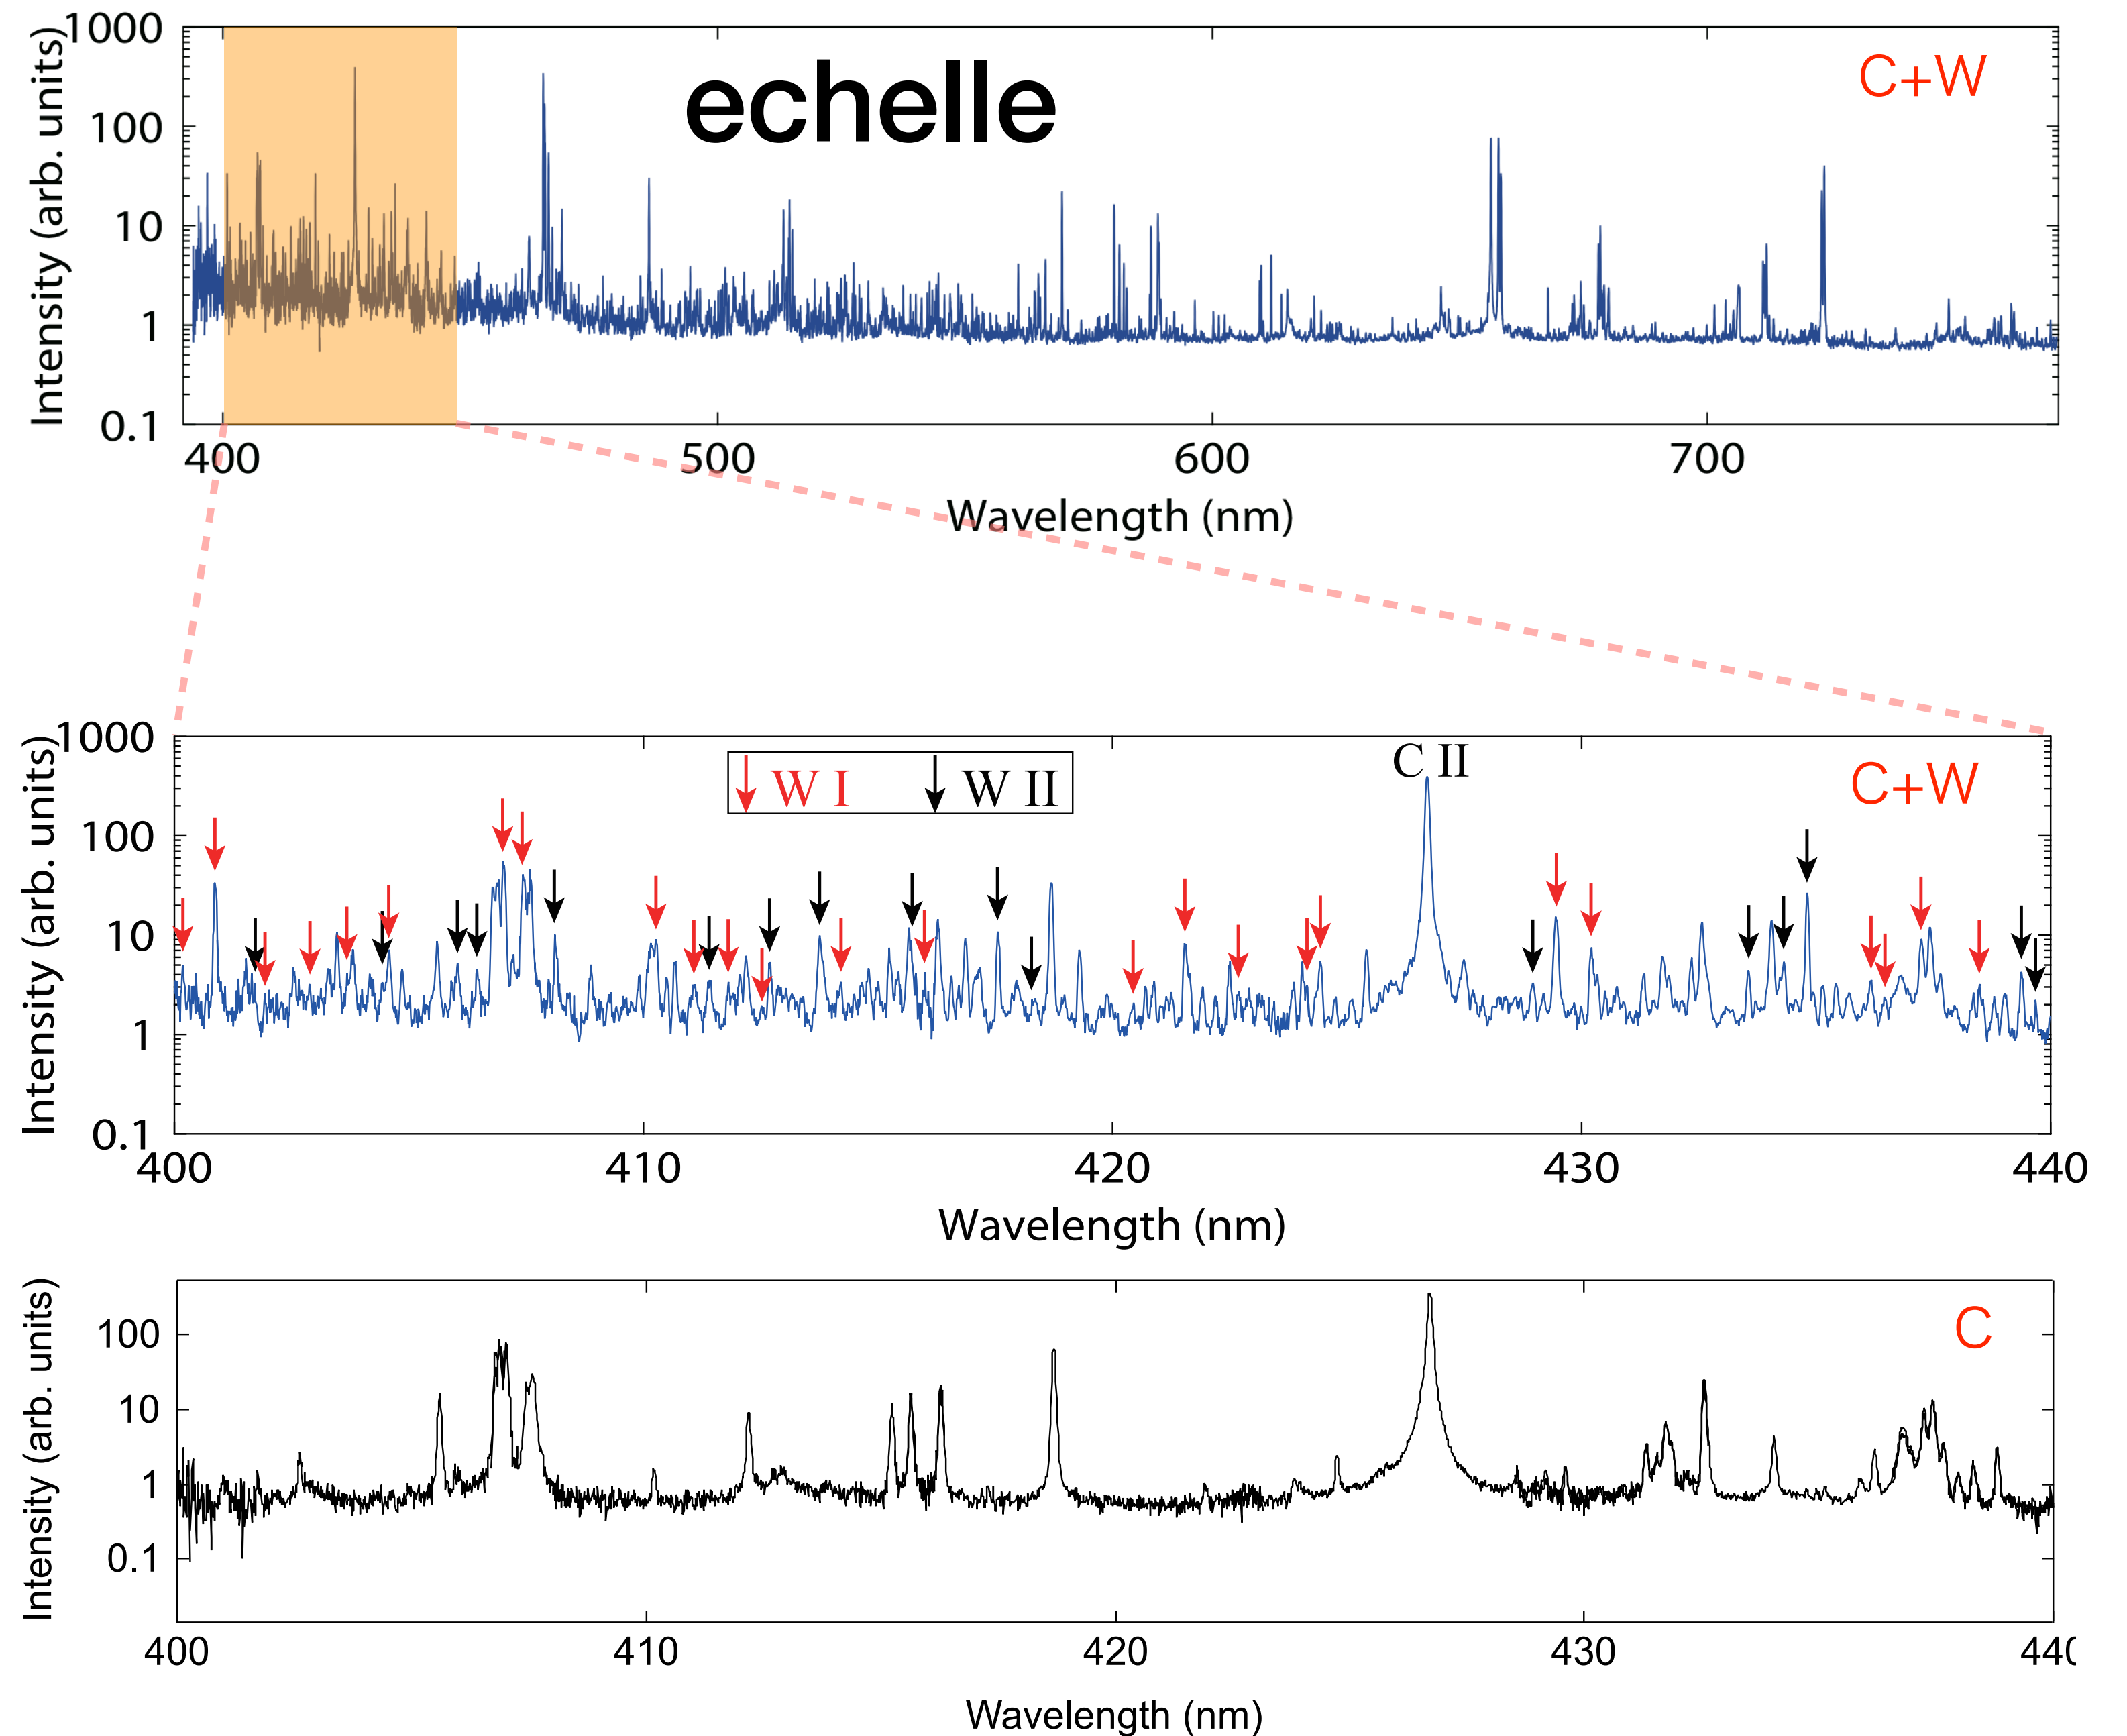 1000
100
10
1
0.1
Intensity (arb. units)
echelle
C+W
400 500 600 700
Wavelength (nm)
1000
100
10
1
0.1
Intensity (arb. units)
W I W II
C II
C+W
400 410 420 430 440
Wavelength (nm)
100
10
1
0.1
Intensity (arb. units)
C
400 410 420 430 44
Wavelength (nm)